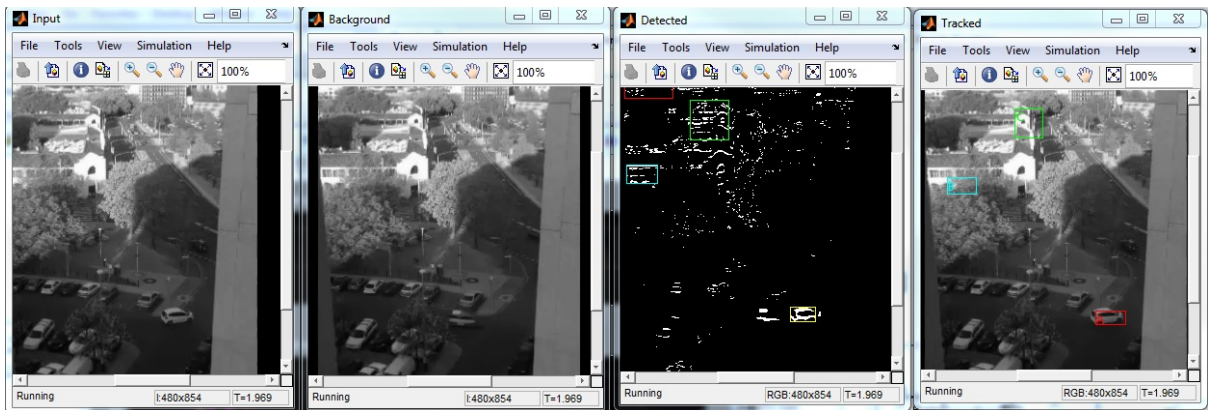 Input
File Tools View Simulation Help
100%
Running
I:480x854
T=1.969
Background
File Tools View Simulation Help
100%
Running
I:480x854
T=1.969
Detected
File Tools View Simulation Help
100%
Running
RGB:480x854
T=1.969
Tracked
File Tools View Simulation Help
100%
Running
RGB:480x854
T=1.969